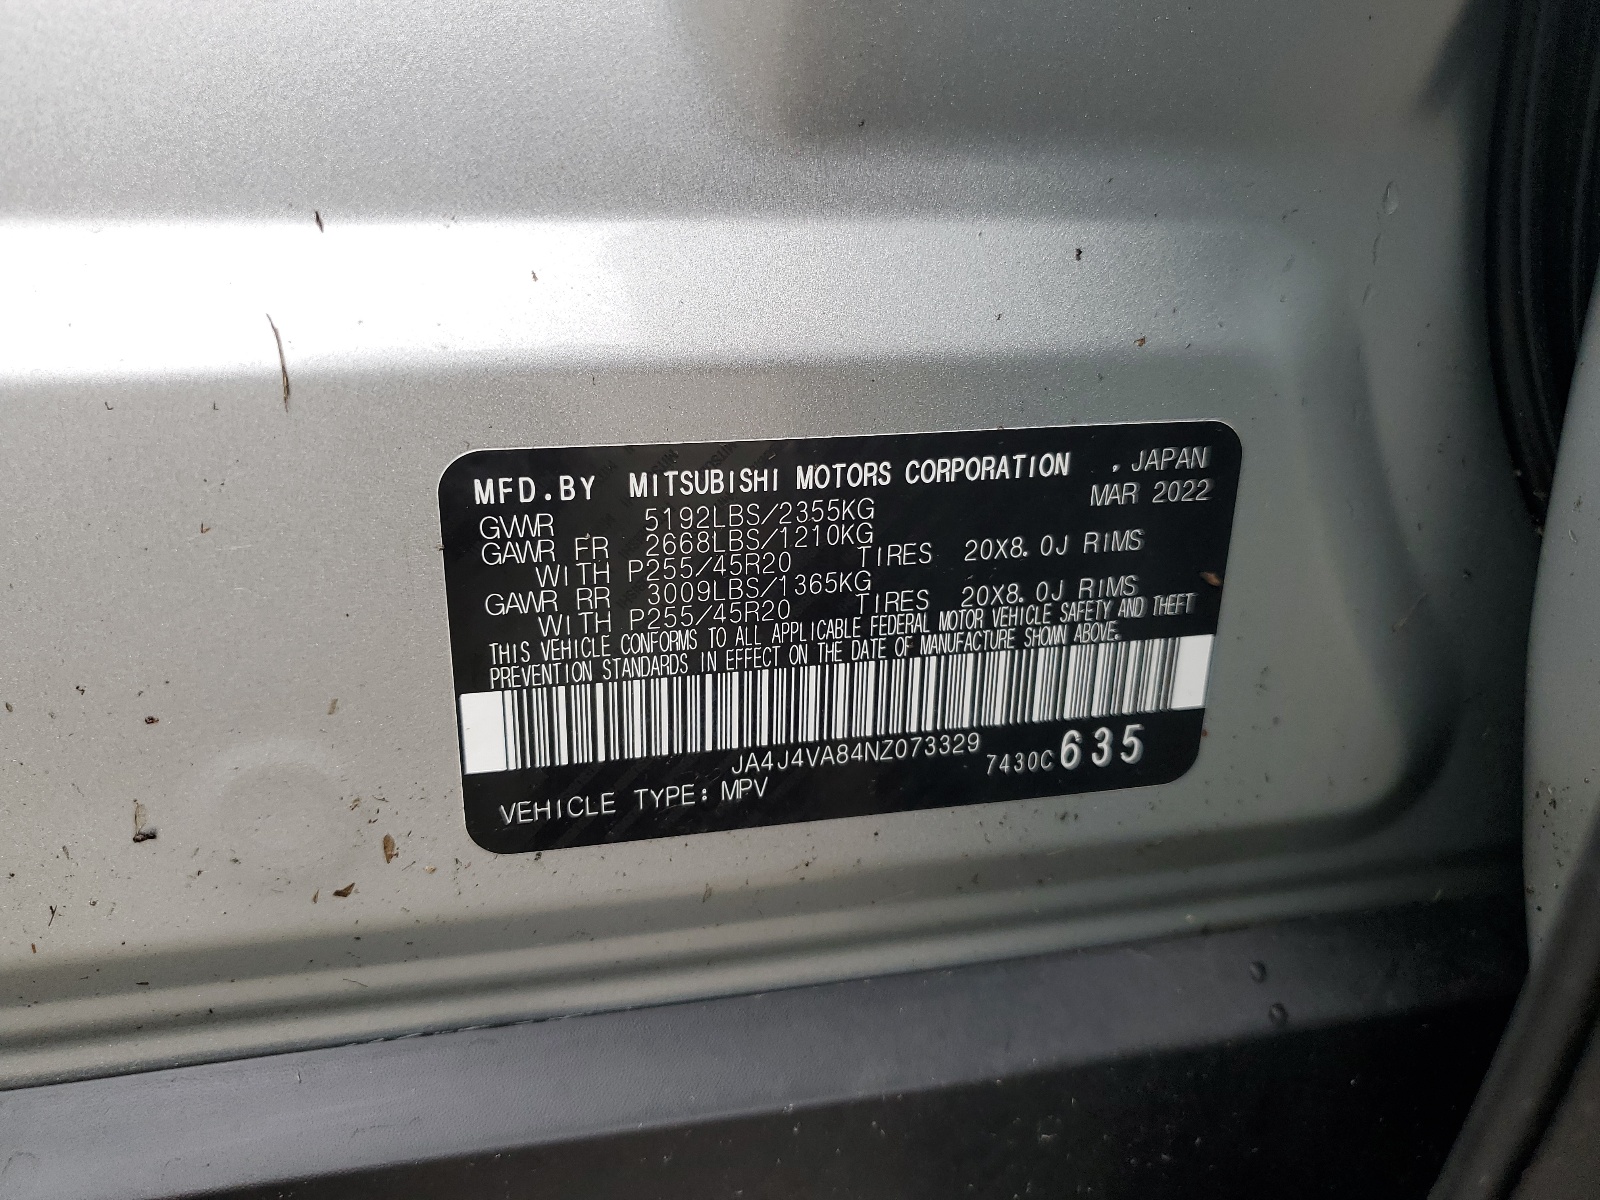 MFD.BY MITSUBISHI MOTORS CORPORATION , JAPAN
MAR 2022
GVWR 5192LBS/2355KG
GAWR FR 2668LBS/1210KG
WITH P255/45R20 TIRES 20X8.0J RIMS
GAWR RR 3009LBS/1365KG
WITH P255/45R20 TIRES 20X8.0J RIMS
THIS VEHICLE CONFORMS TO ALL APPLICABLE FEDERAL MOTOR VEHICLE SAFETY AND THEFT
PREVENTION STANDARDS IN EFFECT ON THE DATE OF MANUFACTURE SHOWN ABOVE.
JA4J4VA84NZ073329 7430C635
VEHICLE TYPE: MPV